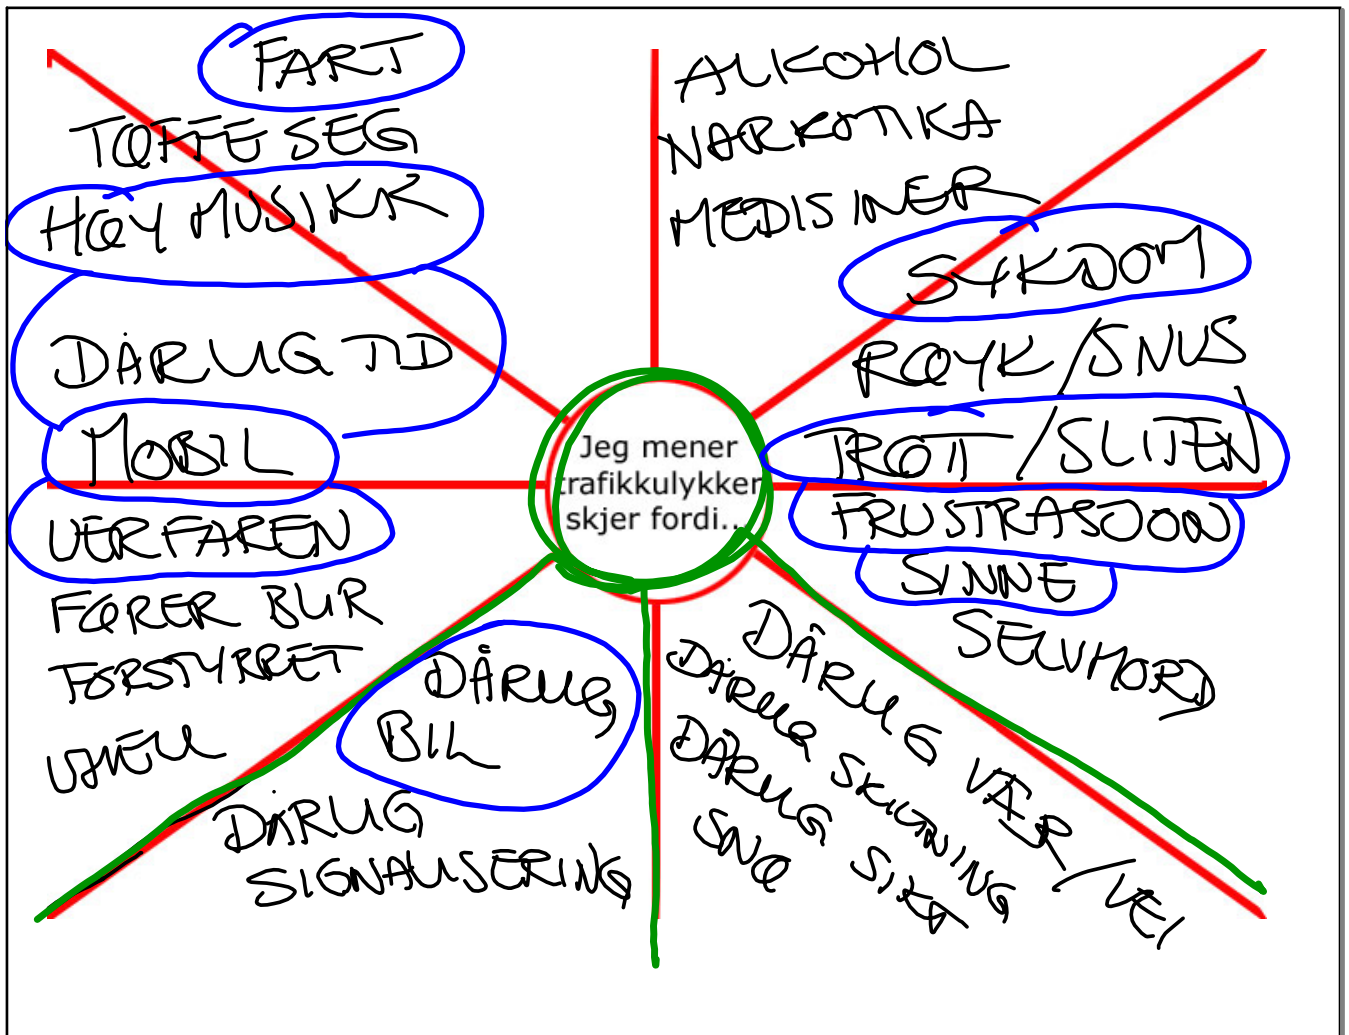 FART
TØFFE SEG
HØY MUSIKK
DÅRLIG TID
MOBIL
UERFAREN
FØRER BLIR
FORSTYRRET
UHELL
ALKOHOL
NARKOTIKA
MEDISINER
SYKDOM
RØYK/SNUS
TRØTT/SLITEN
FRUSTRASJON
SINNE
SELVMORD
Jeg mener
trafikkulykker
skjer fordi..
DÅRLIG
BIL
DÅRLIG
SIGNALISERING
DÅRLIG VÆR/VEI
DÅRLIG SKILTNING
DÅRLIG SIKT
SNØ